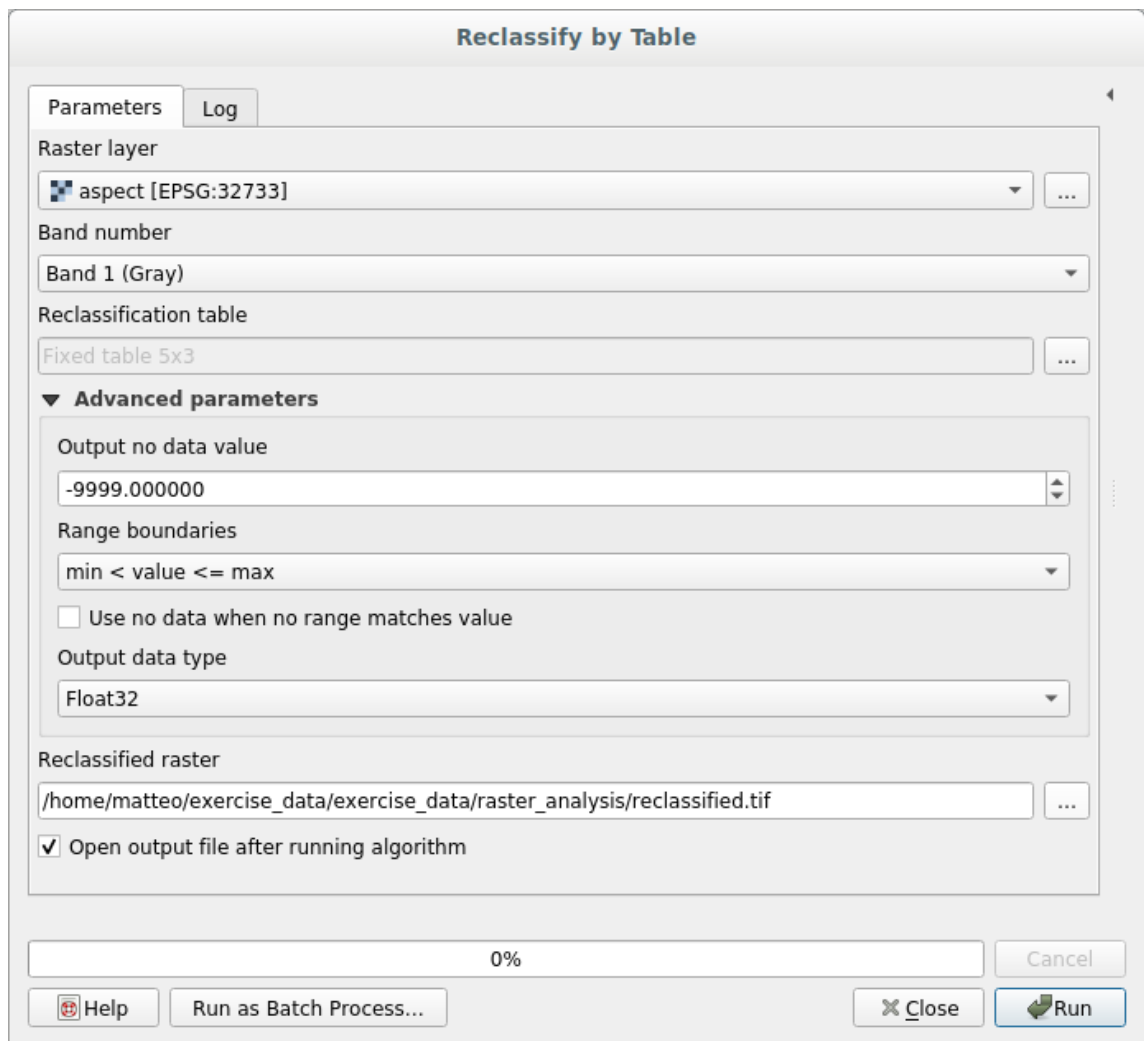 Reclassify by Table
Parameters
Log
Raster layer
aspect [EPSG:32733]
...
Band number
Band 1 (Gray)
Reclassification table
Fixed table 5x3
...
Advanced parameters
Output no data value
-9999.000000
Range boundaries
min < value <= max
Use no data when no range matches value
Output data type
Float32
Reclassified raster
/home/matteo/exercise_data/exercise_data/raster_analysis/reclassified.tif
...
Open output file after running algorithm
0%
Cancel
Help
Run as Batch Process...
Close
Run